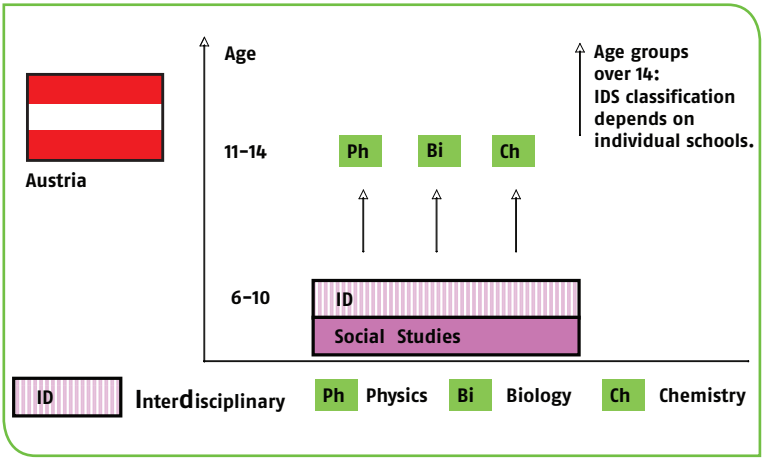 Austria
Age
Age groups
over 14:
IDS classification
depends on
individual schools.
11–14
Ph Bi Ch
6–10
ID
Social Studies
ID Interdisciplinary Ph Physics Bi Biology Ch Chemistry